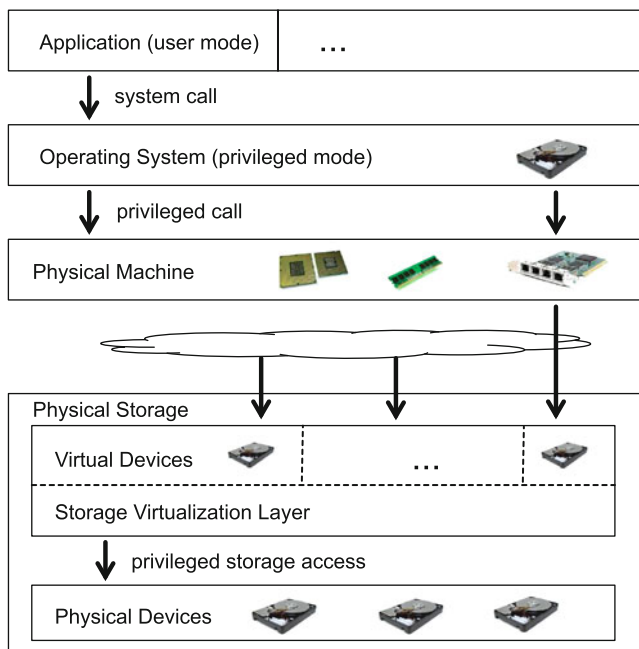 Application (user mode)
...
system call
Operating System (privileged mode)
privileged call
Physical Machine
Physical Storage
Virtual Devices
...
Storage Virtualization Layer
privileged storage access
Physical Devices